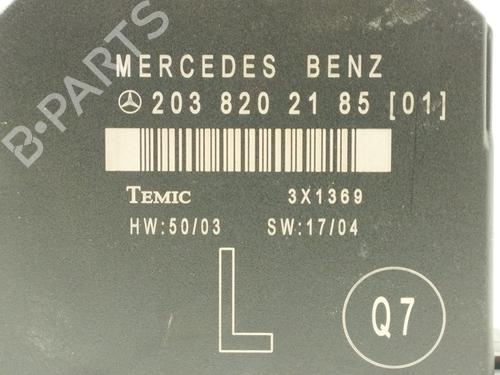 MERCEDES BENZ
203 820 21 85 [01]
TEMIC 3X1369
HW:50/03 SW:17/04
L
Q7
B-PARTS